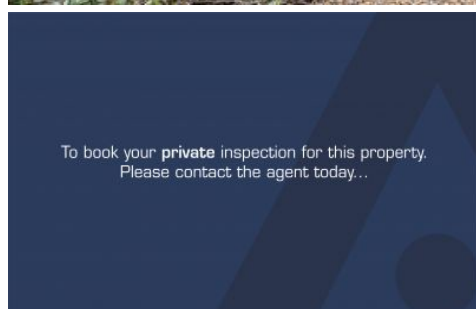 To book your private inspection for this property.
Please contact the agent today...